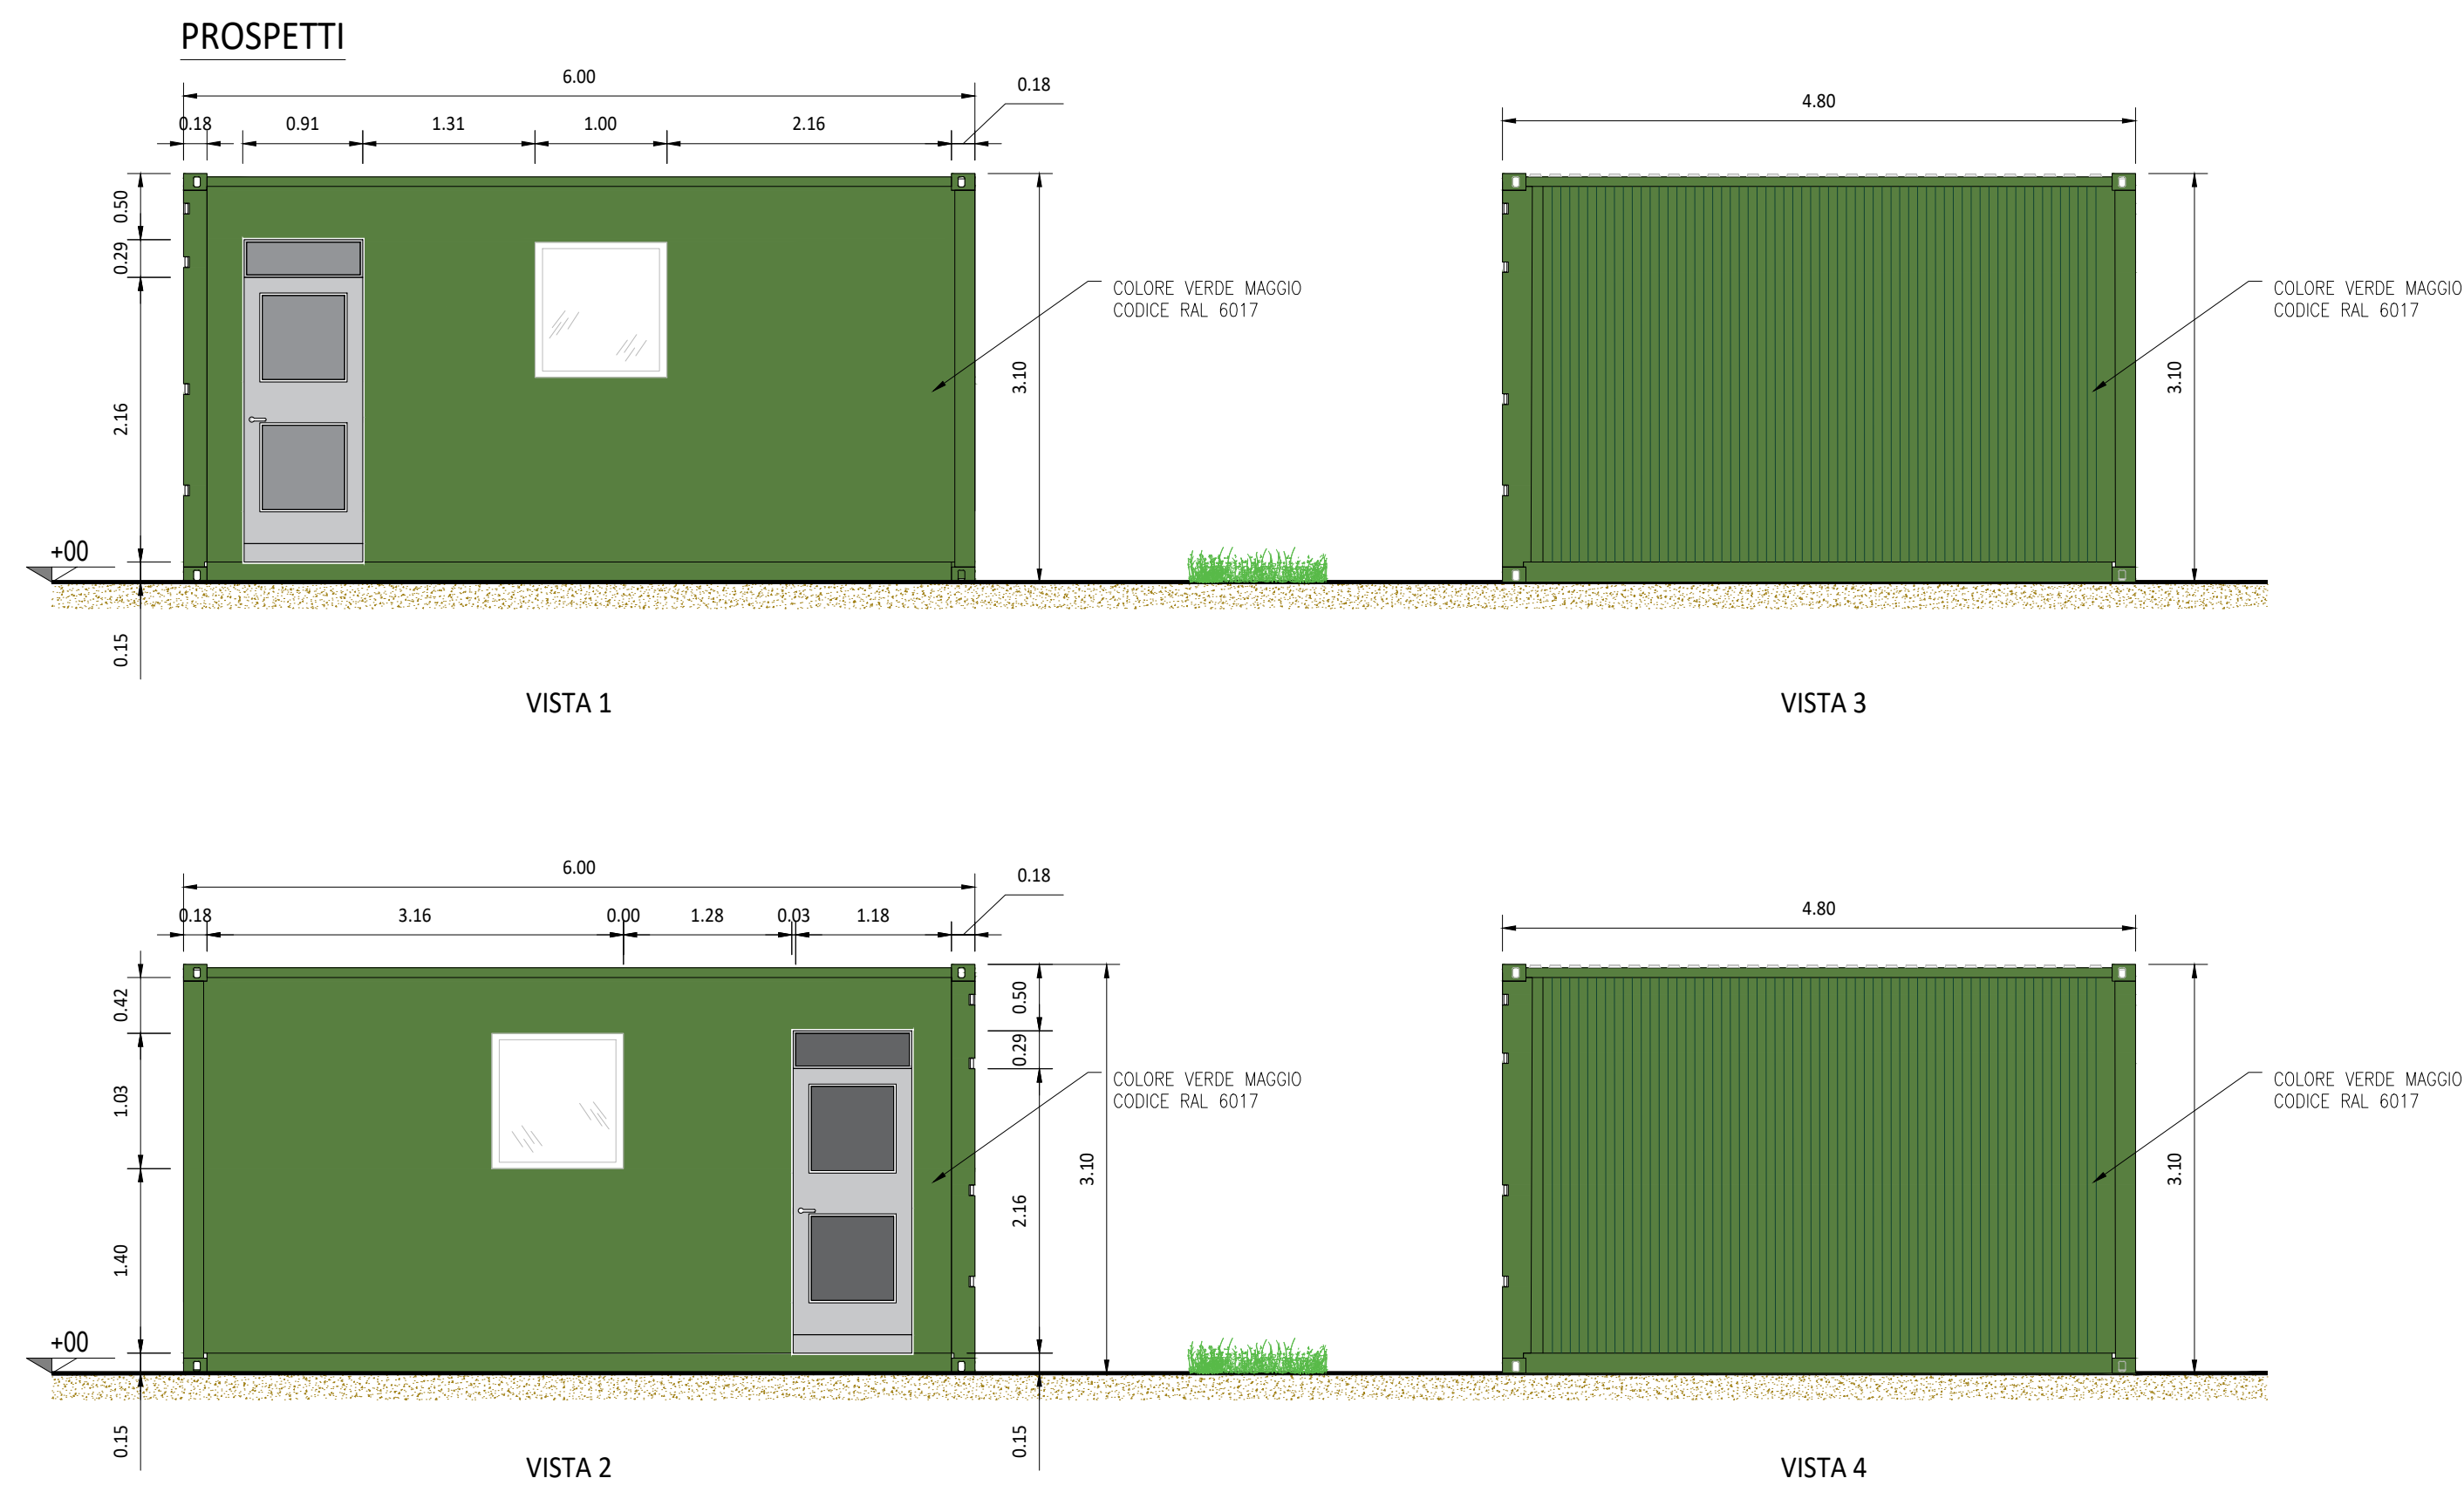 PROSPETTI
6.00
0.18
0.18
0.91
1.31
1.00
2.16
4.80
0.50
0.29
2.16
0.15
+00
3.10
COLORE VERDE MAGGIO
CODICE RAL 6017
3.10
COLORE VERDE MAGGIO
CODICE RAL 6017
VISTA 1
VISTA 3
6.00
0.18
0.18
3.16
0.00
1.28
0.03
1.18
4.80
0.42
1.03
1.40
0.15
+00
0.50
0.29
2.16
0.15
3.10
COLORE VERDE MAGGIO
CODICE RAL 6017
3.10
COLORE VERDE MAGGIO
CODICE RAL 6017
VISTA 2
VISTA 4